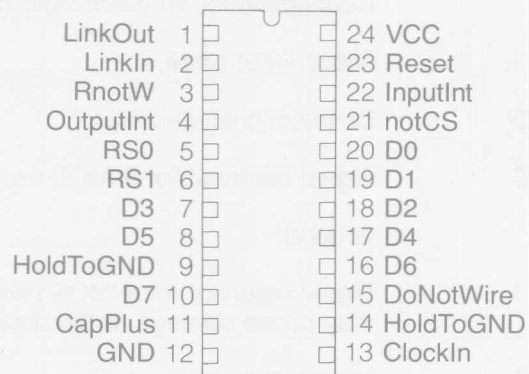 LinkOut 1 24 VCC
LinkIn 2 23 Reset
RnotW 3 22 InputInt
OutputInt 4 21 notCS
RS0 5 20 D0
RS1 6 19 D1
D3 7 18 D2
D5 8 17 D4
HoldToGND 9 16 D6
D7 10 15 DoNotWire
CapPlus 11 14 HoldToGND
GND 12 13 ClockIn